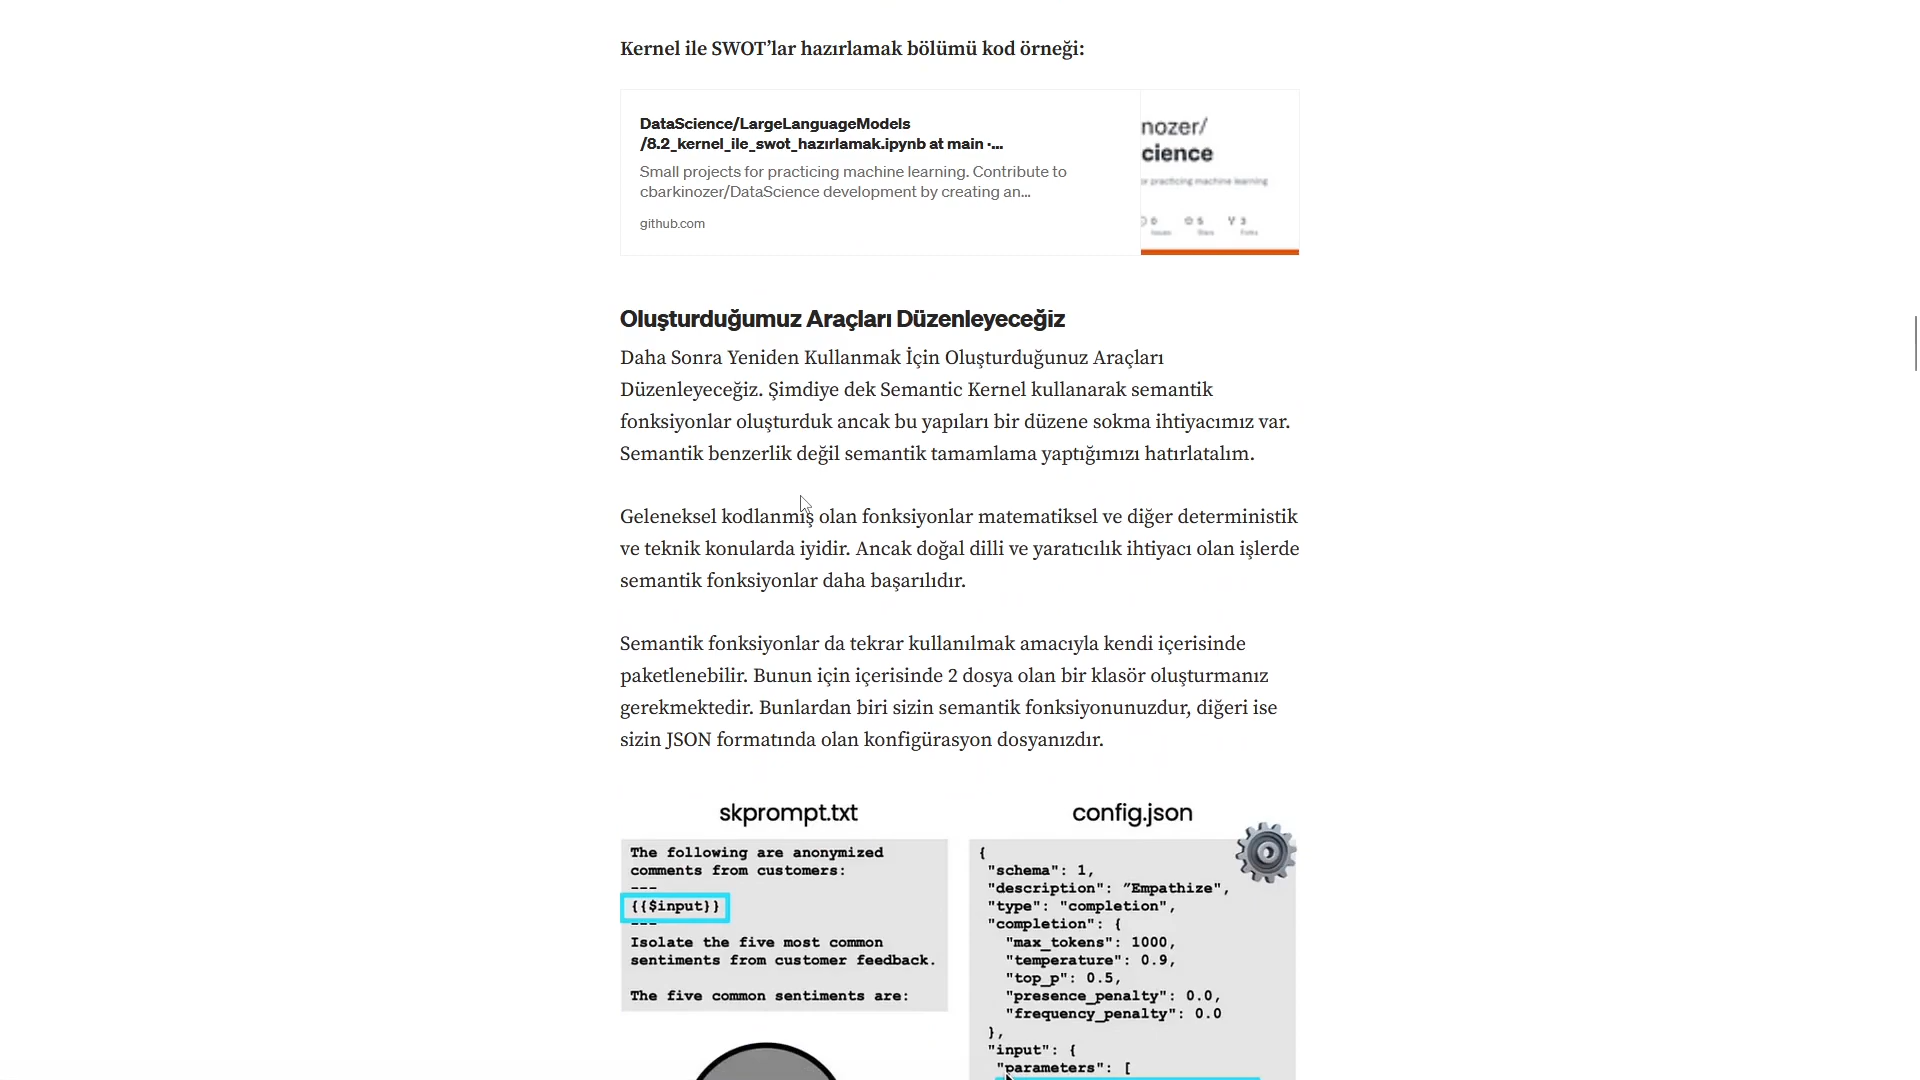 Kernel ile SWOT’lar hazırlamak bölümü kod örneği:
DataScience/LargeLanguageModels
/8.2_kernel_ile_swot_hazırlamak.ipynb at main ·...
Small projects for practicing machine learning. Contribute to
cbarkinozer/DataScience development by creating an...
github.com
nozer/
cience
or practicing machine learning
0 5 3
Issues Stars Forks
Oluşturduğumuz Araçları Düzenleyeceğiz
Daha Sonra Yeniden Kullanmak İçin Oluşturduğunuz Araçları
Düzenleyeceğiz. Şimdiye dek Semantic Kernel kullanarak semantik
fonksiyonlar oluşturduk ancak bu yapıları bir düzene sokma ihtiyacımız var.
Semantik benzerlik değil semantik tamamlama yaptığımızı hatırlatalım.
Geleneksel kodlanmış olan fonksiyonlar matematiksel ve diğer deterministik
ve teknik konularda iyidir. Ancak doğal dilli ve yaratıcılık ihtiyacı olan işlerde
semantik fonksiyonlar daha başarılıdır.
Semantik fonksiyonlar da tekrar kullanılmak amacıyla kendi içerisinde
paketlenebilir. Bunun için içerisinde 2 dosya olan bir klasör oluşturmanız
gerekmektedir. Bunlardan biri sizin semantik fonksiyonunuzdur, diğeri ise
sizin JSON formatında olan konfigürasyon dosyanızdır.
skprompt.txt
The following are anonymized
comments from customers:
---
{{$input}}
---
Isolate the five most common
sentiments from customer feedback.
The five common sentiments are:
config.json
{
"schema": 1,
"description": ”Empathize",
"type": "completion",
"completion": {
"max_tokens": 1000,
"temperature": 0.9,
"top_p": 0.5,
"presence_penalty": 0.0,
"frequency_penalty": 0.0
},
"input": {
"parameters": [